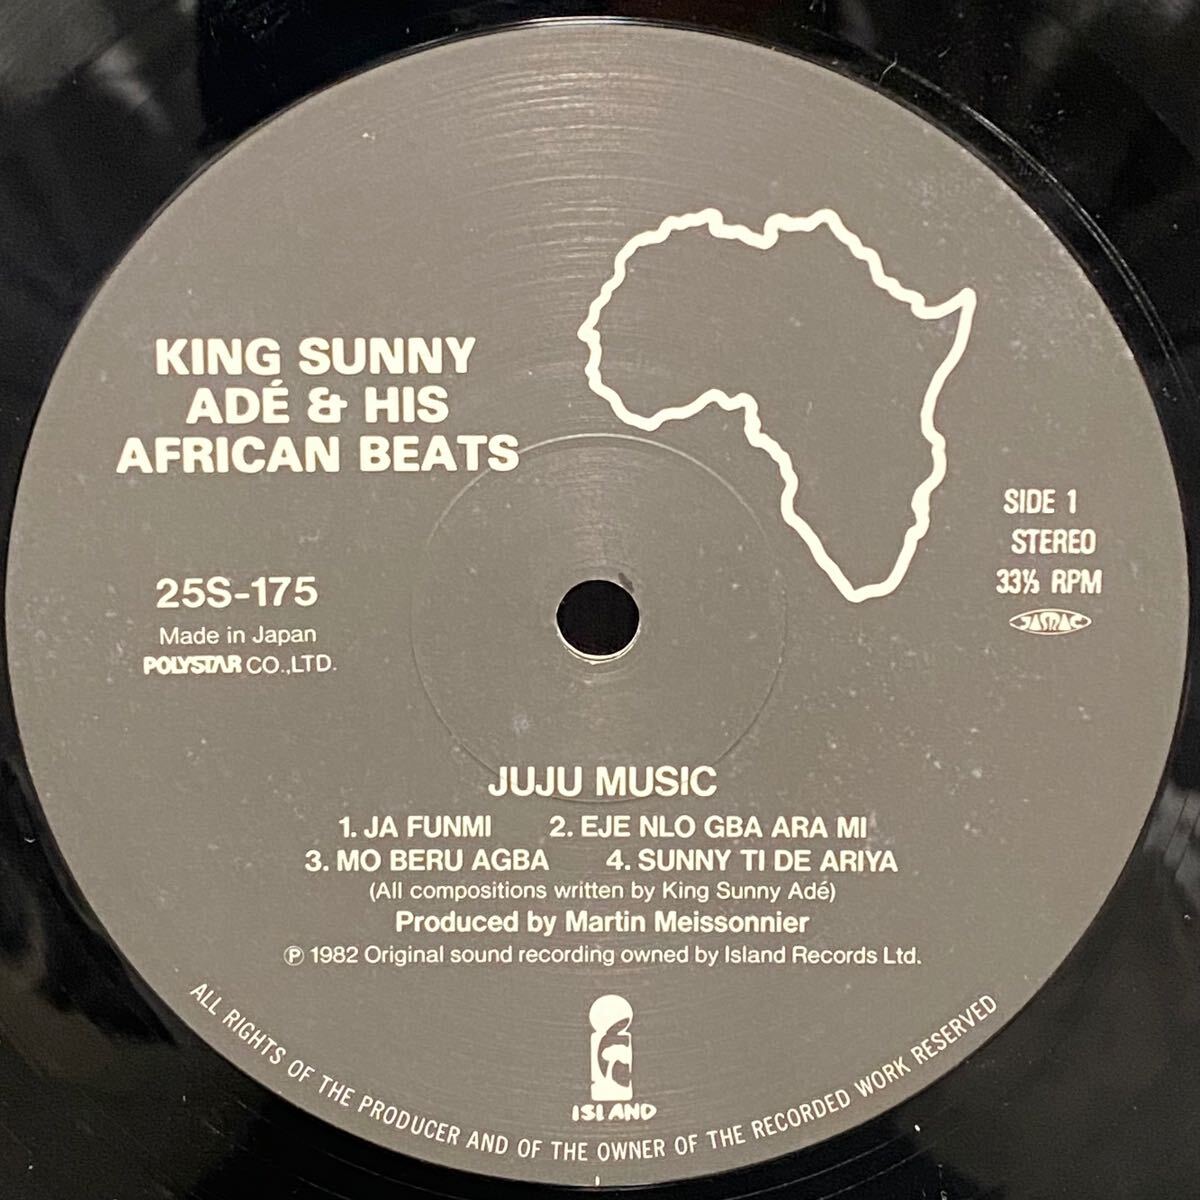 KING SUNNY
ADÉ & HIS
AFRICAN BEATS
SIDE 1
STEREO
33⅓ RPM
JASRAC
25S-175
Made in Japan
POLYSTAR CO.,LTD.
JUJU MUSIC
1. JA FUNMI 2. EJE NLO GBA ARA MI
3. MO BERU AGBA 4. SUNNY TI DE ARIYA
(All compositions written by King Sunny Adé)
Produced by Martin Meissonnier
Ⓟ 1982 Original sound recording owned by Island Records Ltd.
ISLAND
ALL RIGHTS OF THE PRODUCER AND OF THE OWNER OF THE RECORDED WORK RESERVED